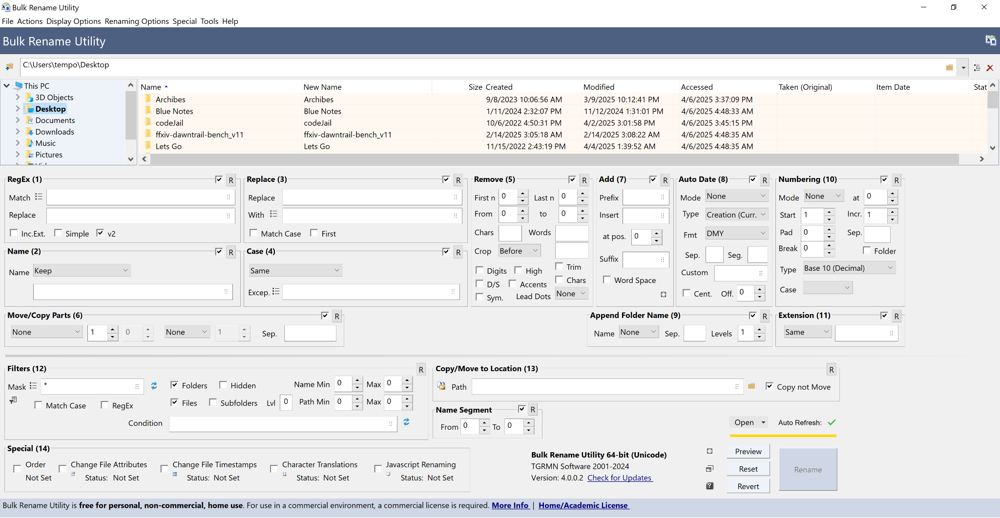 Bulk Rename Utility
File Actions Display Options Renaming Options Special Tools Help
Bulk Rename Utility
C:\Users\tempo\Desktop
This PC
3D Objects
Desktop
Documents
Downloads
Music
Pictures
Name New Name Size Created Modified Accessed Taken (Original) Item Date Stat
Archibes Archibes 9/8/2023 10:06:56 AM 3/9/2025 10:12:41 PM 4/6/2025 3:37:09 PM
Blue Notes Blue Notes 1/11/2024 2:32:07 PM 11/12/2024 1:31:01 PM 4/6/2025 4:48:33 AM
codeJail codeJail 10/6/2022 4:50:31 PM 4/2/2025 3:01:58 PM 4/6/2025 3:45:15 PM
ffxiv-dawntrail-bench_v11 ffxiv-dawntrail-bench_v11 2/14/2025 3:05:18 AM 2/14/2025 3:08:22 AM 4/6/2025 4:48:35 AM
Lets Go Lets Go 11/15/2022 2:43:19 PM 4/4/2025 1:39:52 AM 4/6/2025 4:48:35 AM
RegEx (1) R
Match
Replace
Inc.Ext. Simple v2
Replace (3) R
Replace
With
Match Case First
Remove (5) R
First n 0 Last n 0
From 0 to 0
Chars Words
Crop Before
Digits High Trim
D/S Accents Chars
Sym. Lead Dots None
Add (7) R
Prefix
Insert
at pos. 0
Suffix
Word Space
Auto Date (8) R
Mode None
Type Creation (Curr.
Fmt DMY
Sep. Seg.
Custom
Cent. Off. 0
Numbering (10) R
Mode None at 0
Start 1 Incr. 1
Pad 0 Sep.
Break 0 Folder
Type Base 10 (Decimal)
Case
Name (2) R
Name Keep
Case (4) R
Same
Excep.
Move/Copy Parts (6) R
None 1 0 None 1 Sep.
Append Folder Name (9) R
Name None Sep. Levels 1
Extension (11) R
Same
Filters (12) R
Mask * Folders Hidden Name Min 0 Max 0
Match Case RegEx Files Subfolders Lvl 0 Path Min 0 Max 0
Condition
Copy/Move to Location (13) R
Path Copy not Move
Name Segment R
From 0 To 0
Open Auto Refresh:
Special (14)
Order Change File Attributes Change File Timestamps Character Translations Javascript Renaming
Not Set Status: Not Set Status: Not Set Status: Not Set Status: Not Set
Bulk Rename Utility 64-bit (Unicode)
TGRMN Software 2001-2024
Version: 4.0.0.2 Check for Updates
Preview
Reset
Revert
Rename
Bulk Rename Utility is free for personal, non-commercial, home use. For use in a commercial environment, a commercial license is required. More Info | Home/Academic License